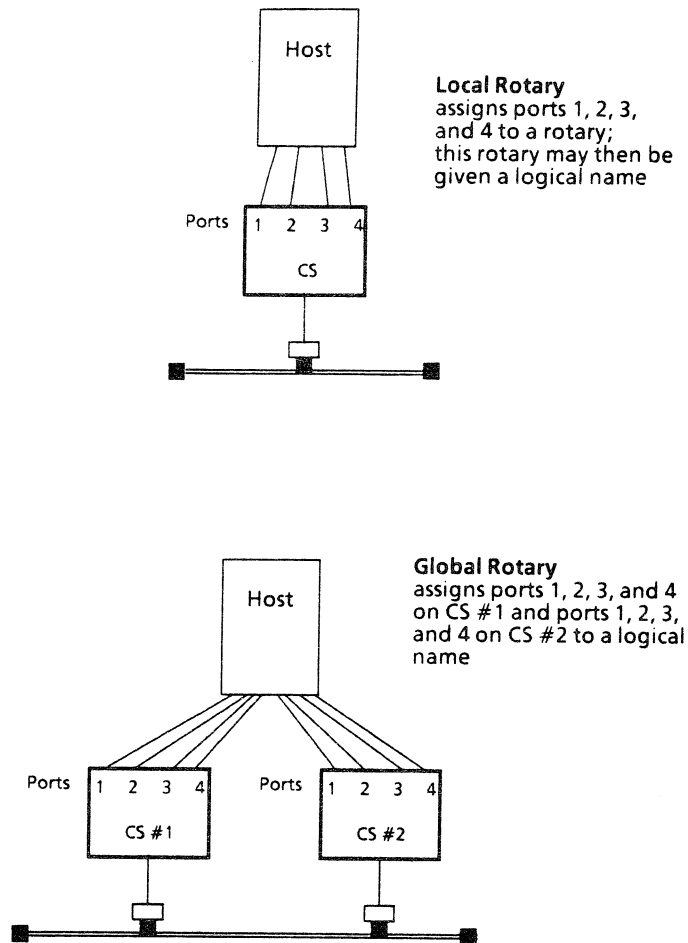 Host
Local Rotary
assigns ports 1, 2, 3,
and 4 to a rotary;
this rotary may then be
given a logical name
Ports 1 2 3 4
CS
Host
Global Rotary
assigns ports 1, 2, 3, and 4
on CS #1 and ports 1, 2, 3,
and 4 on CS #2 to a logical
name
Ports 1 2 3 4
CS #1
Ports 1 2 3 4
CS #2